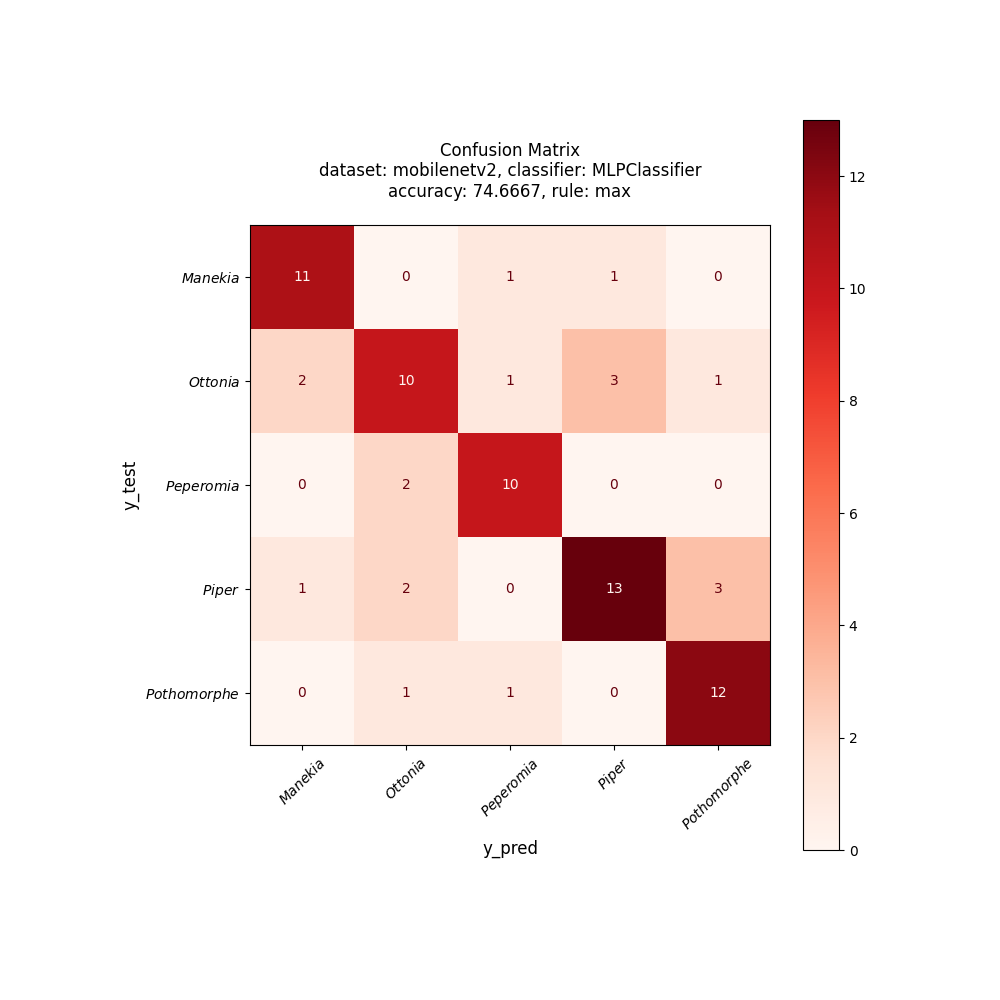 Confusion Matrix
dataset: mobilenetv2, classifier: MLPClassifier
accuracy: 74.6667, rule: max
y_test
Manekia 11 0 1 1 0
Ottonia 2 10 1 3 1
Peperomia 0 2 10 0 0
Piper 1 2 0 13 3
Pothomorphe 0 1 1 0 12
Manekia Ottonia Peperomia Piper Pothomorphe
y_pred
12
10
8
6
4
2
0